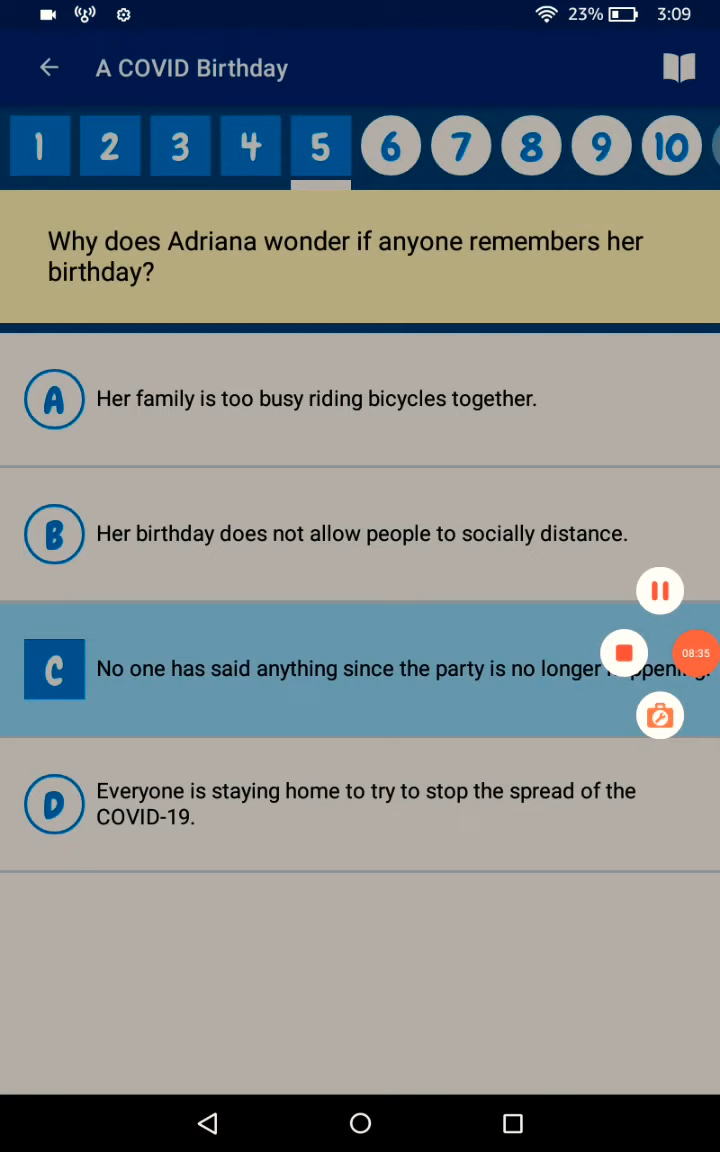 23% 3:09
A COVID Birthday
1 2 3 4 5 6 7 8 9 10
Why does Adriana wonder if anyone remembers her
birthday?
A Her family is too busy riding bicycles together.
B Her birthday does not allow people to socially distance.
C No one has said anything since the party is no longer
08:35
D Everyone is staying home to try to stop the spread of the
COVID-19.